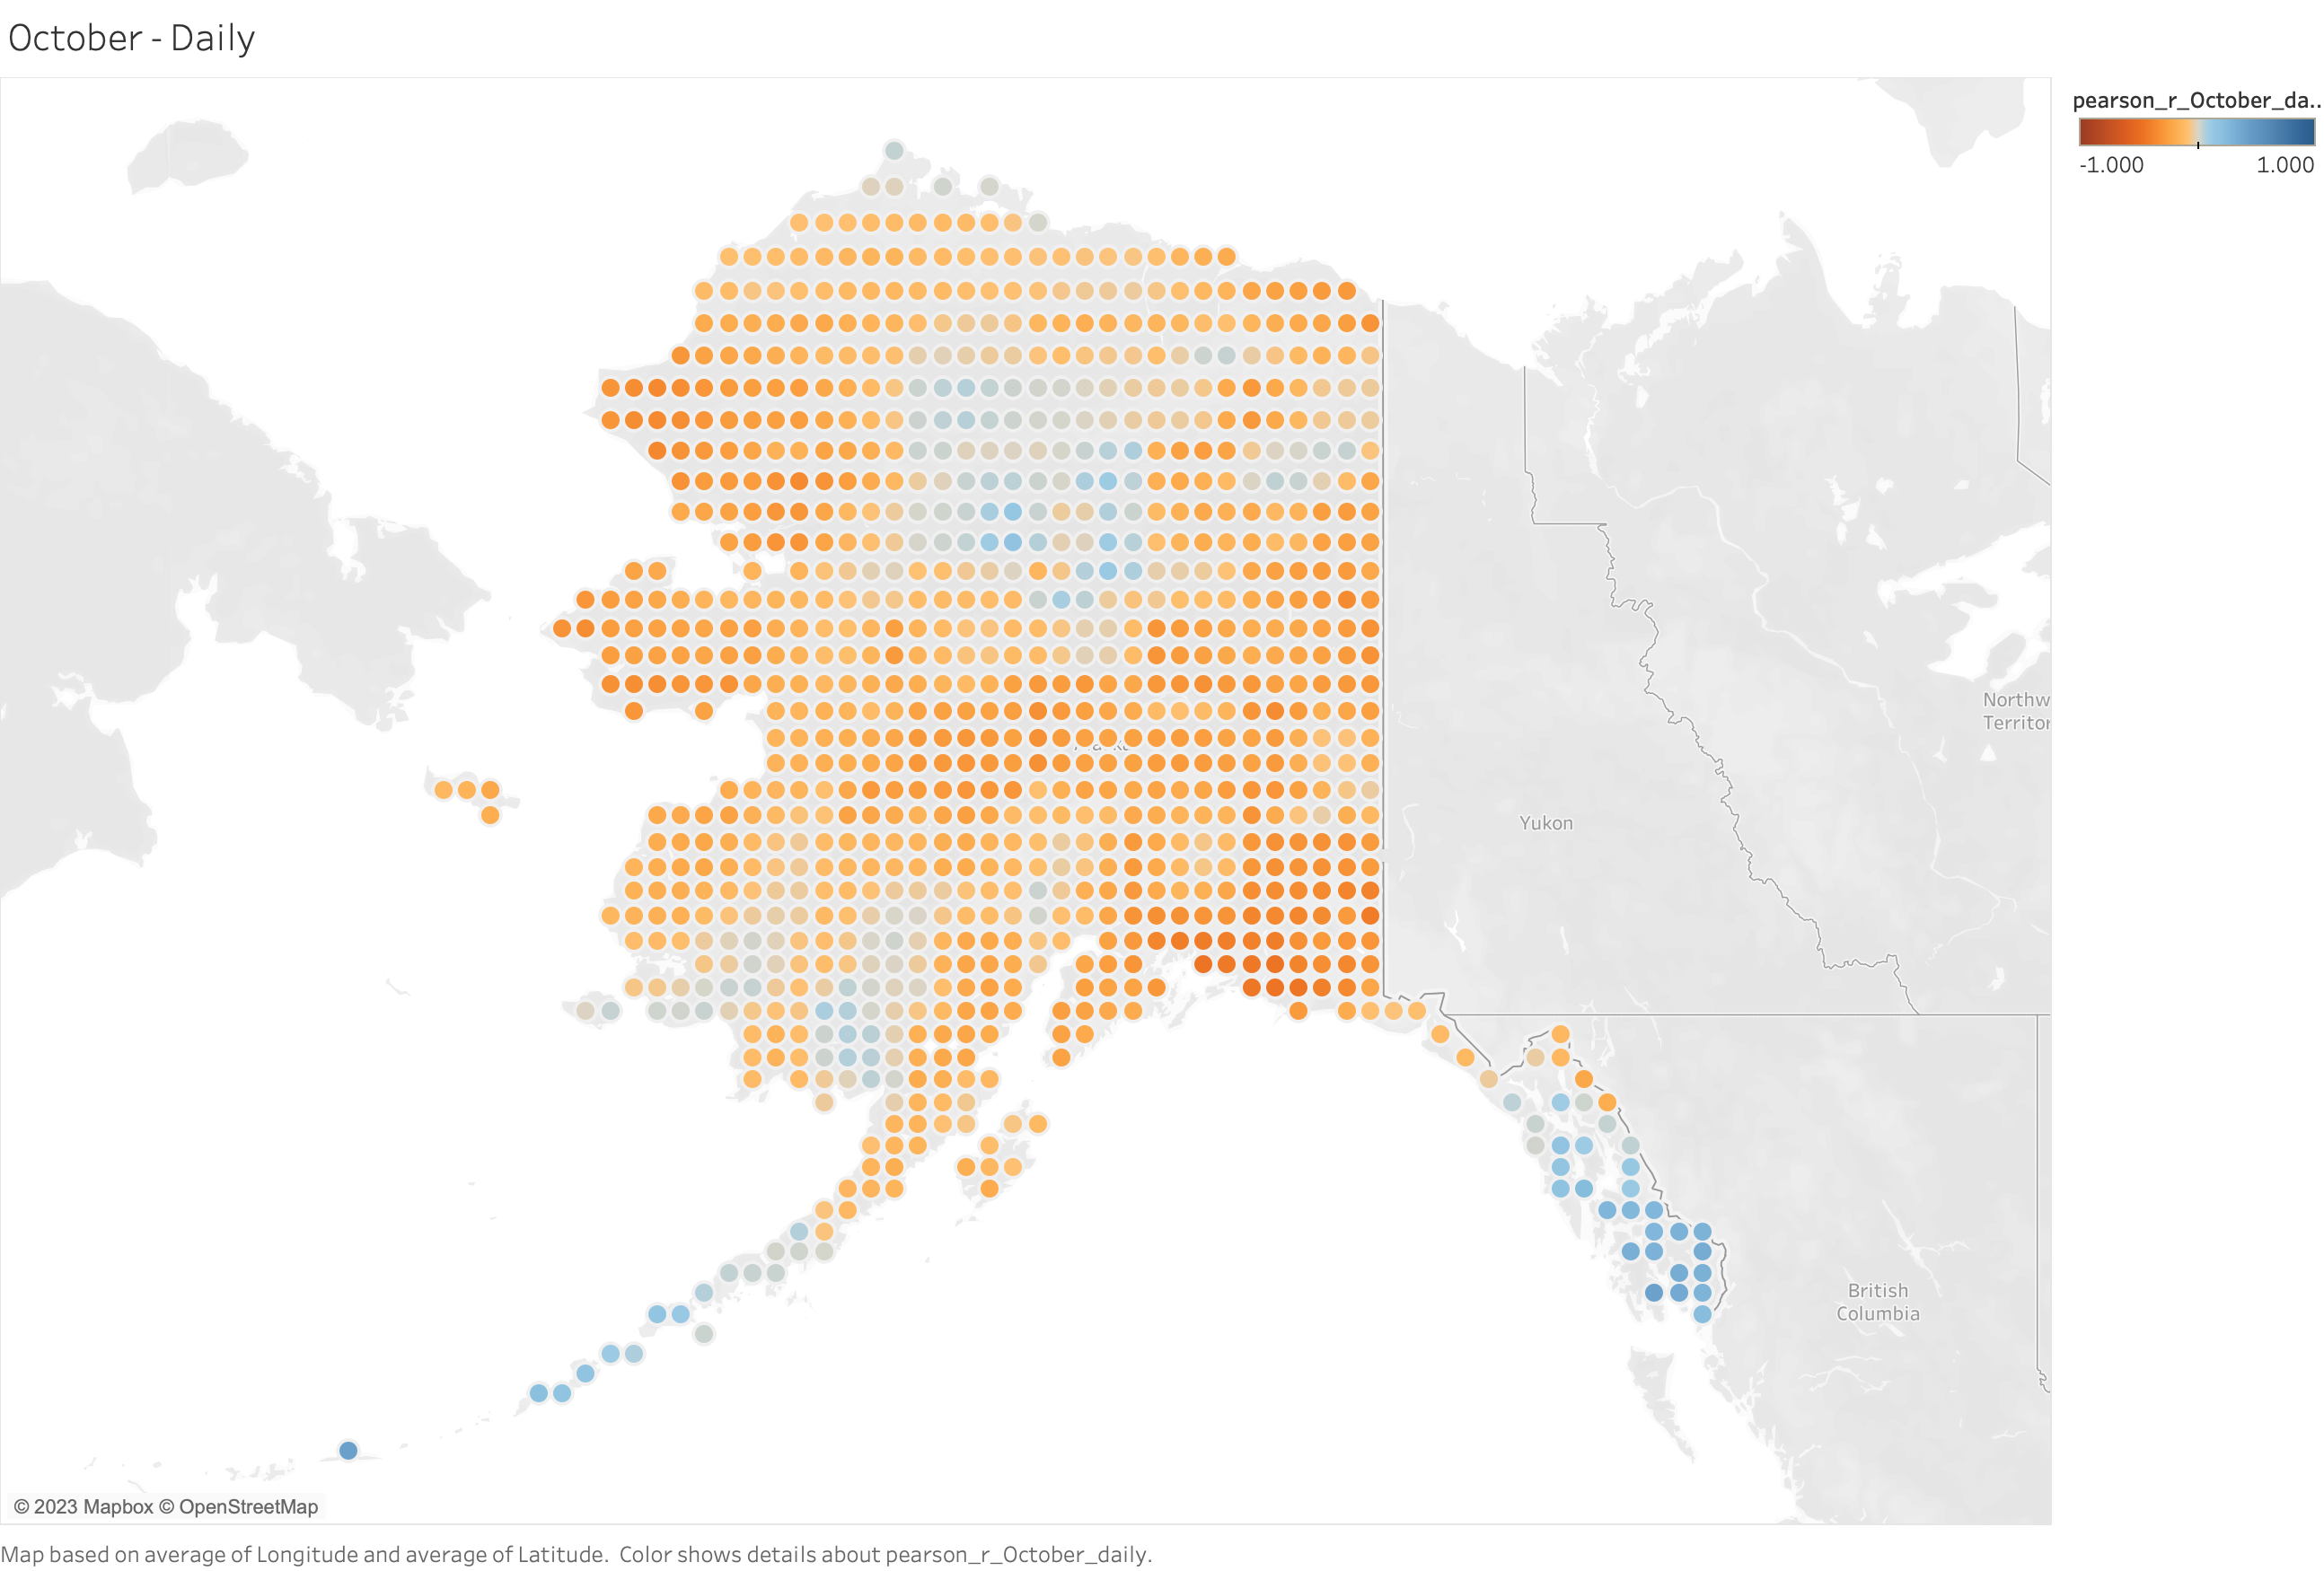 October - Daily
pearson_r_October_da..
-1.000
1.000
Northw
Territor
Yukon
British
Columbia
© 2023 Mapbox © OpenStreetMap
Map based on average of Longitude and average of Latitude. Color shows details about pearson_r_October_daily.